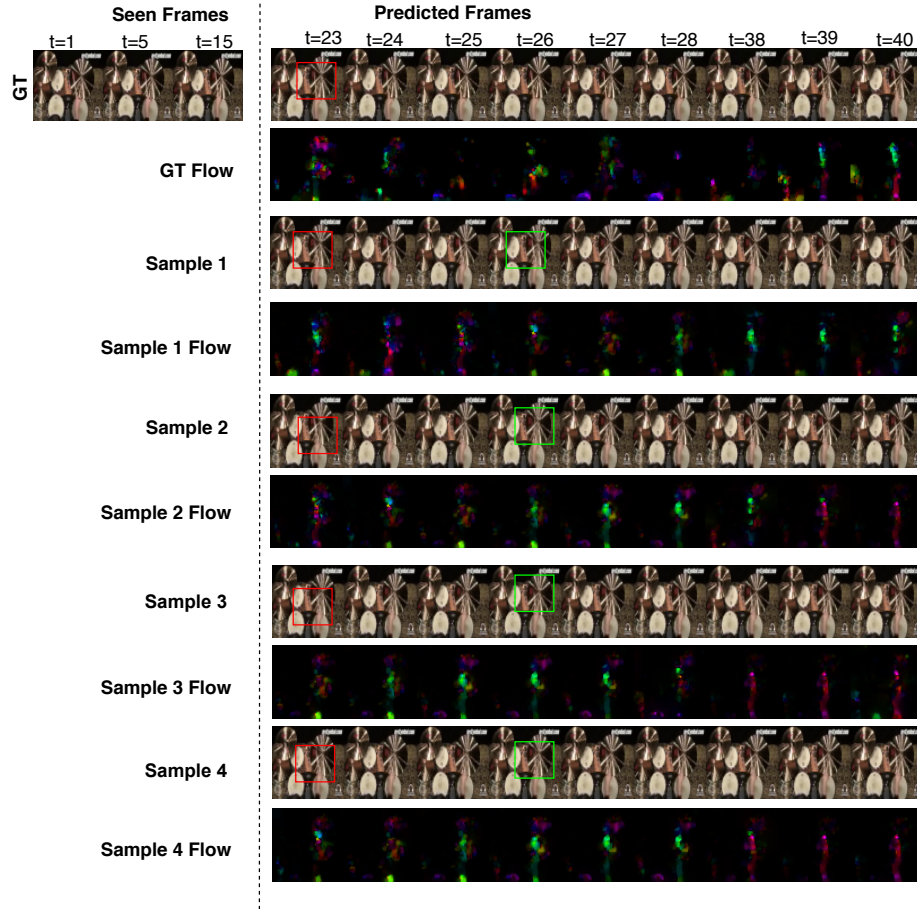 Seen Frames
Predicted Frames
t=1 t=5 t=15
t=23 t=24 t=25 t=26 t=27 t=28 t=38 t=39 t=40
GT
GT Flow
Sample 1
Sample 1 Flow
Sample 2
Sample 2 Flow
Sample 3
Sample 3 Flow
Sample 4
Sample 4 Flow